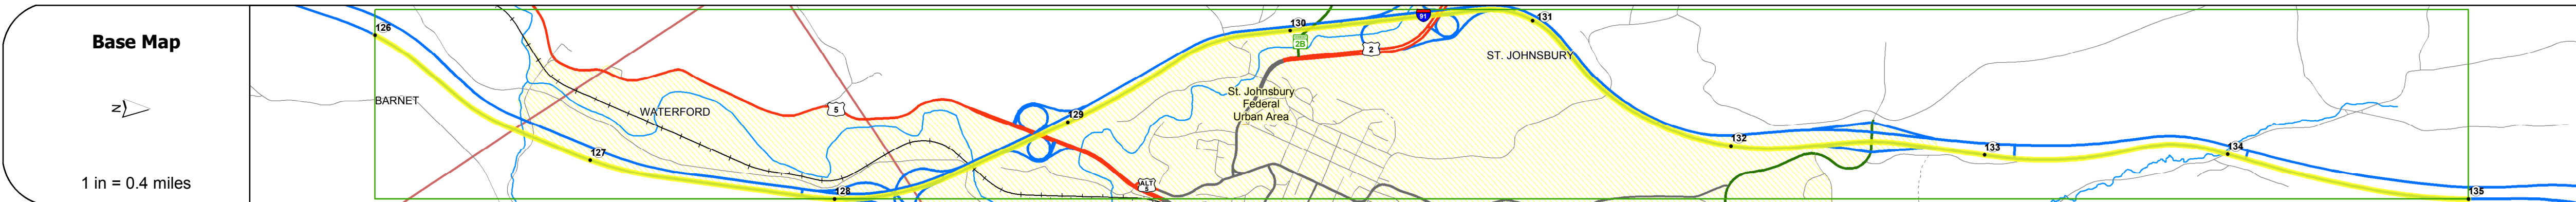 Base Map
N
1 in = 0.4 miles
126
BARNET
127
WATERFORD
5
128
129
ALT
5
130
2B
2
91
131
ST. JOHNSBURY
St. Johnsbury
Federal
Urban Area
132
133
134
135